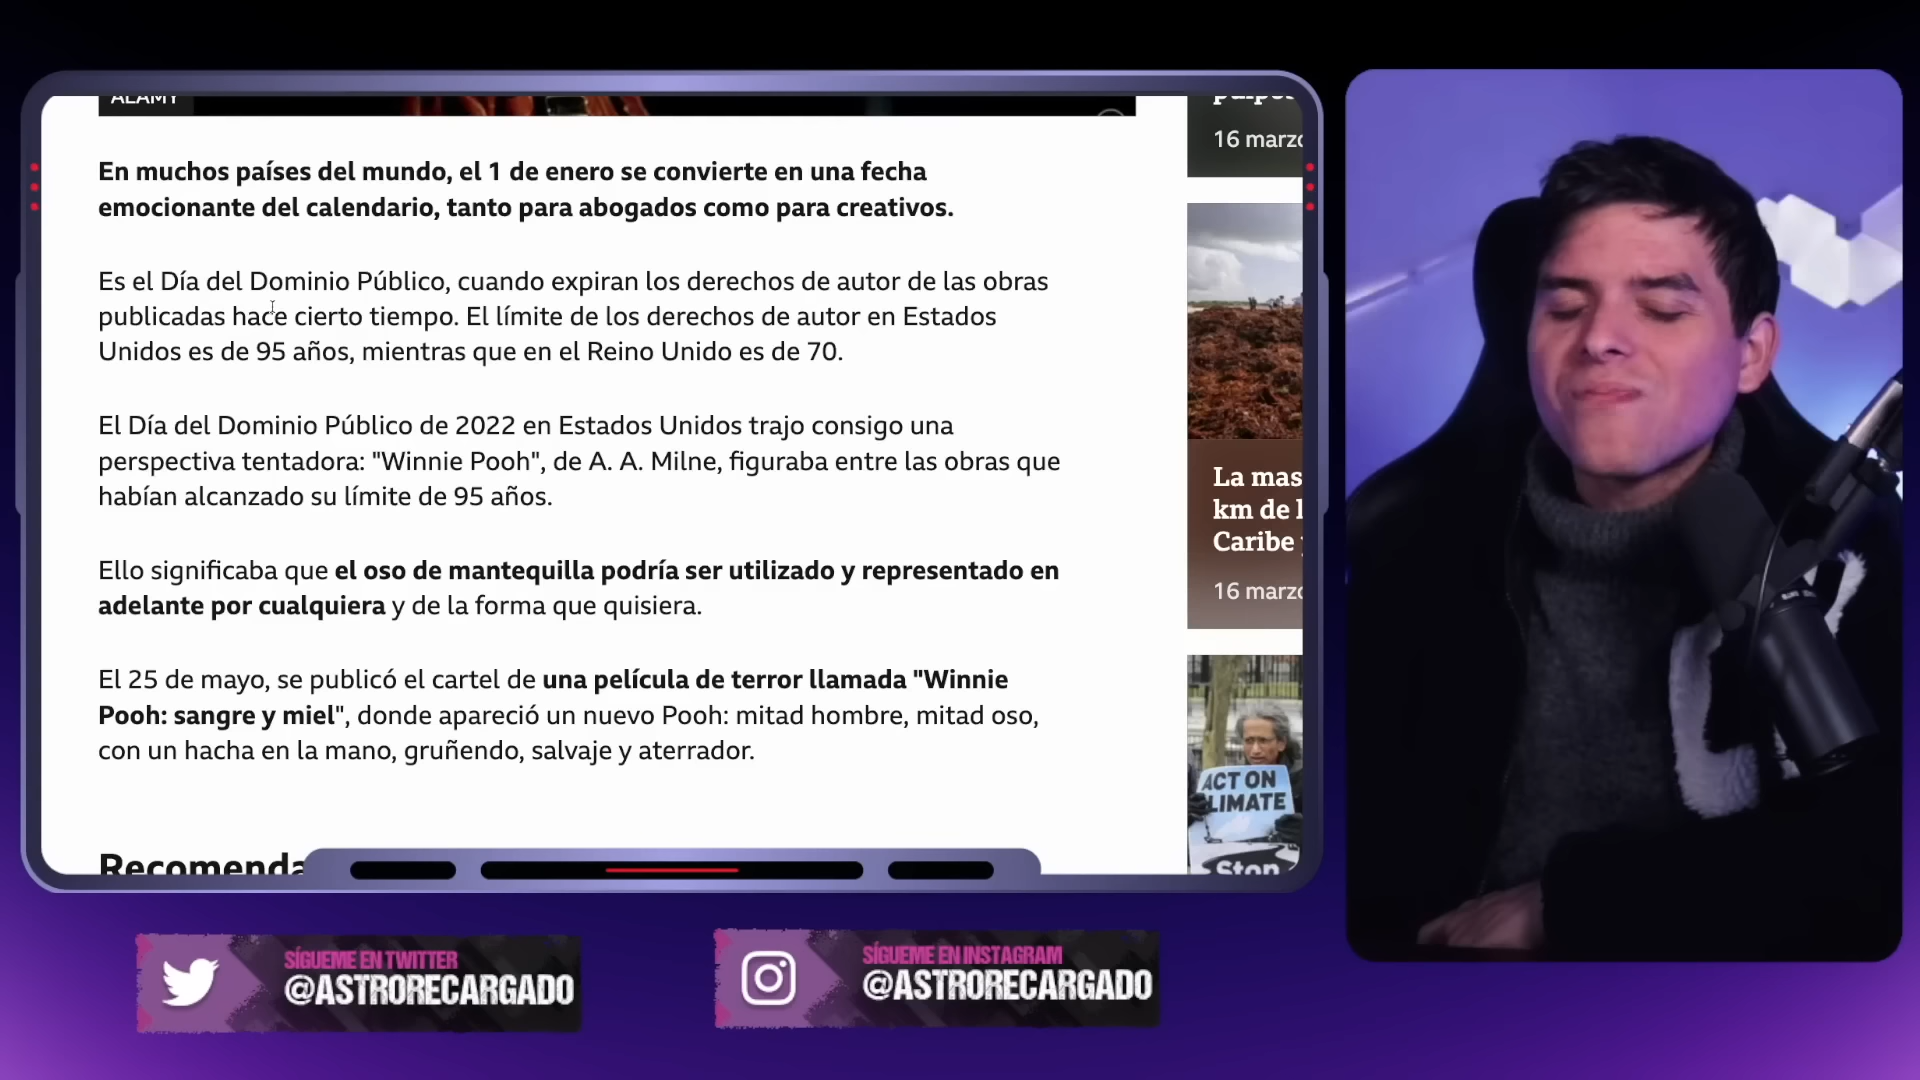 ALAMY
En muchos países del mundo, el 1 de enero se convierte en una fecha
emocionante del calendario, tanto para abogados como para creativos.
Es el Día del Dominio Público, cuando expiran los derechos de autor de las obras
publicadas hace cierto tiempo. El límite de los derechos de autor en Estados
Unidos es de 95 años, mientras que en el Reino Unido es de 70.
El Día del Dominio Público de 2022 en Estados Unidos trajo consigo una
perspectiva tentadora: "Winnie Pooh", de A. A. Milne, figuraba entre las obras que
habían alcanzado su límite de 95 años.
Ello significaba que el oso de mantequilla podría ser utilizado y representado en
adelante por cualquiera y de la forma que quisiera.
El 25 de mayo, se publicó el cartel de una película de terror llamada "Winnie
Pooh: sangre y miel", donde apareció un nuevo Pooh: mitad hombre, mitad oso,
con un hacha en la mano, gruñendo, salvaje y aterrador.
Recomenda
16 marzo
La mas
km de l
Caribe y
16 marzo
ACT ON
CLIMATE
Stop
SÍGUEME EN TWITTER
@ASTRORECARGADO
SÍGUEME EN INSTAGRAM
@ASTRORECARGADO